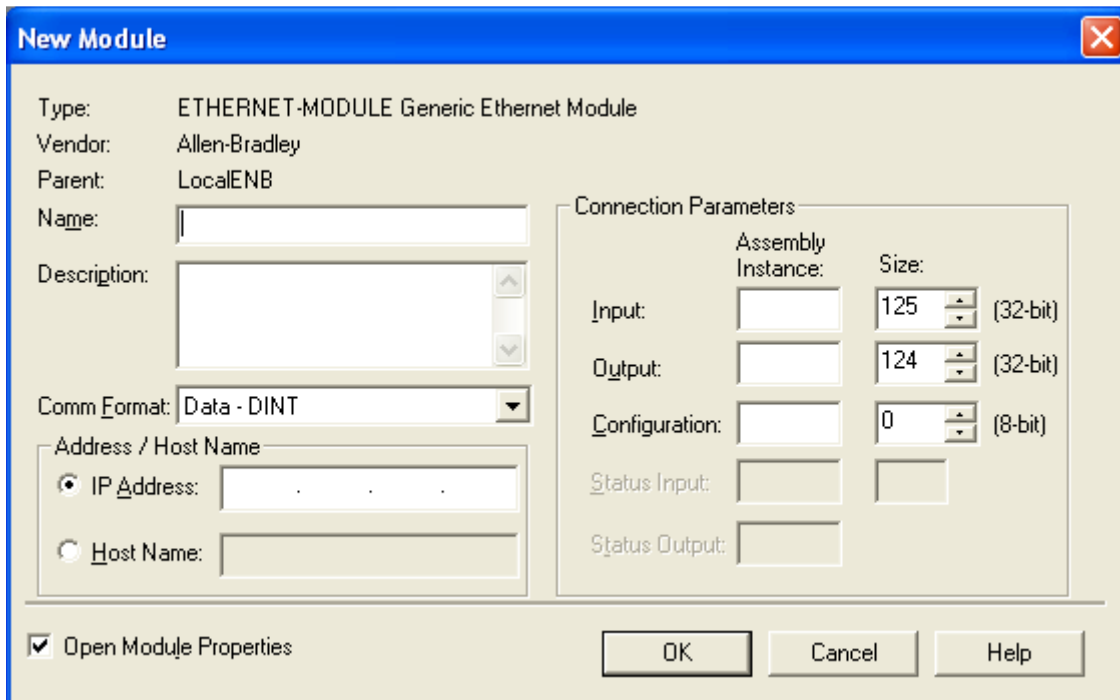 New Module
Type: ETHERNET-MODULE Generic Ethernet Module
Vendor: Allen-Bradley
Parent: LocalENB
Name:
Description:
Comm Format: Data - DINT
Address / Host Name
IP Address: . . .
Host Name:
Connection Parameters
Assembly
Instance: Size:
Input: 125 (32-bit)
Output: 124 (32-bit)
Configuration: 0 (8-bit)
Status Input:
Status Output:
Open Module Properties
OK Cancel Help